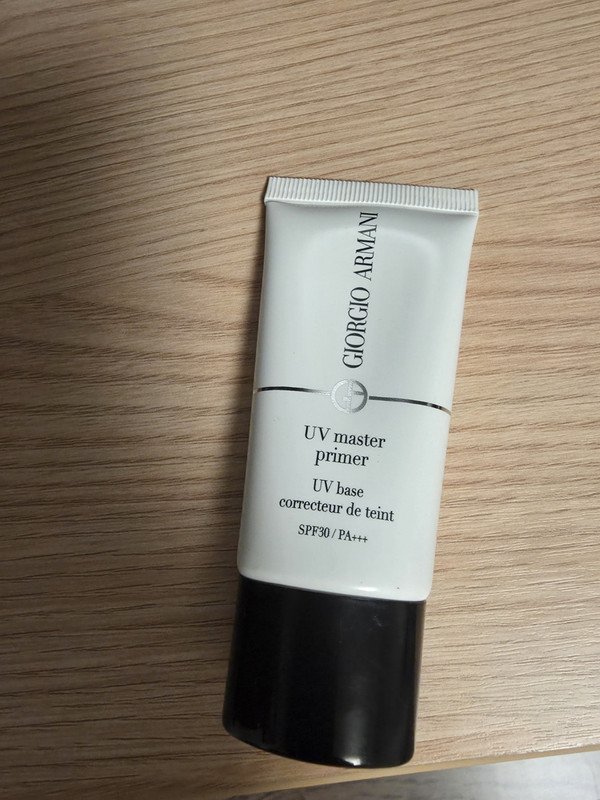 GIORGIO ARMANI
UV master
primer
UV base
correcteur de teint
SPF30 / PA+++